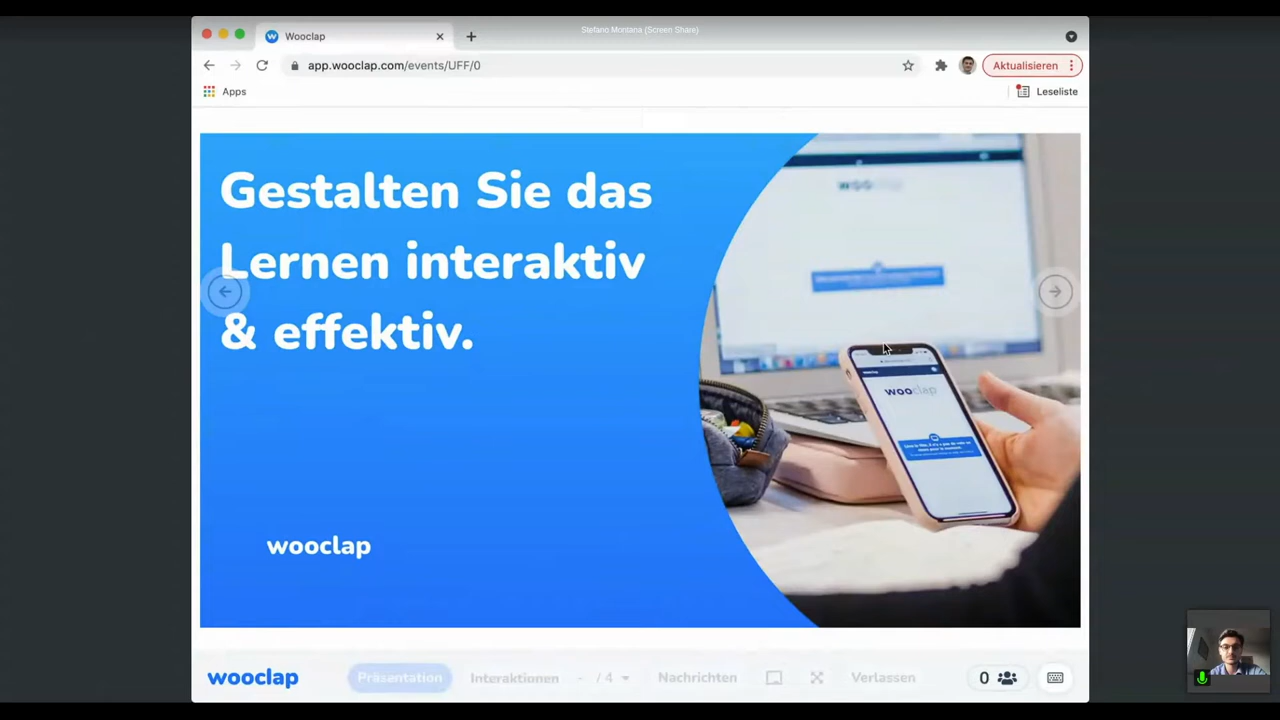 Stefano Montana (Screen Share)
Wooclap
app.wooclap.com/events/UFF/0
Aktualisieren
Apps
Leseliste
Gestalten Sie das
Lernen interaktiv
& effektiv.
wooclap
wooclap
wooclap
Präsentation
Interaktionen
- / 4
Nachrichten
Verlassen
0